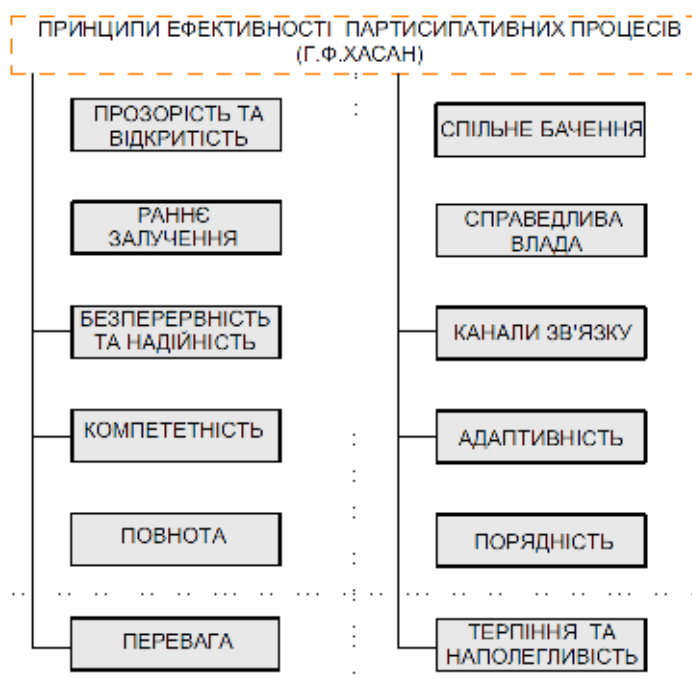 ПРИНЦИПИ ЕФЕКТИВНОСТІ ПАРТИСИПАТИВНИХ ПРОЦЕСІВ
(Г.Ф.ХАСАН)
ПРОЗОРІСТЬ ТА
ВІДКРИТІСТЬ
РАННЄ
ЗАЛУЧЕННЯ
БЕЗПЕРЕРВНІСТЬ
ТА НАДІЙНІСТЬ
КОМПЕТЕТНІСТЬ
ПОВНОТА
ПЕРЕВАГА
СПІЛЬНЕ БАЧЕННЯ
СПРАВЕДЛИВА
ВЛАДА
КАНАЛИ ЗВ'ЯЗКУ
АДАПТИВНІСТЬ
ПОРЯДНІСТЬ
ТЕРПІННЯ ТА
НАПОЛЕГЛИВІСТЬ